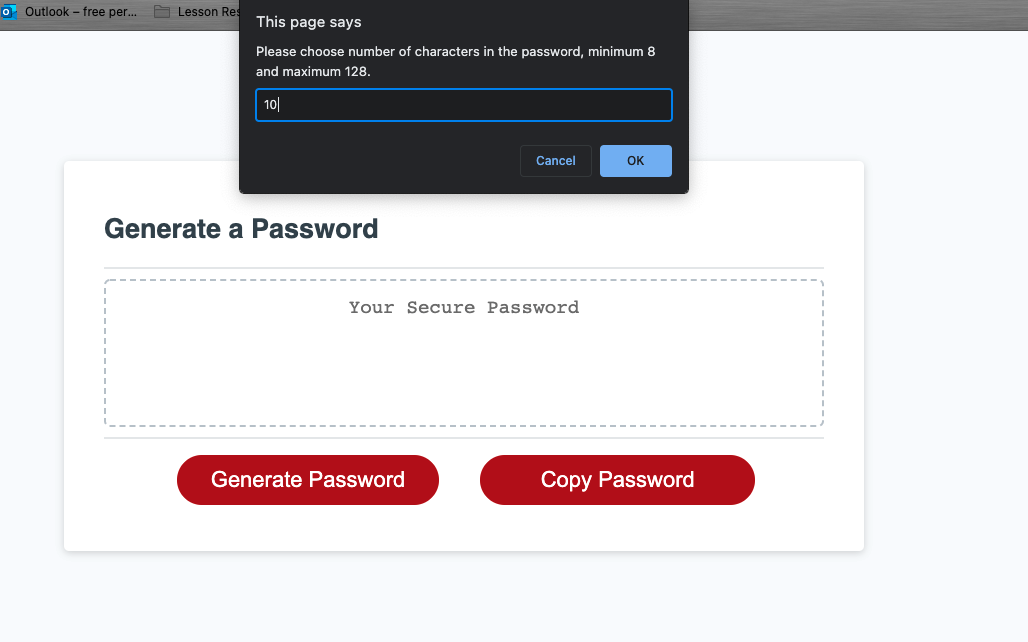 Outlook – free per... Lesson Res
This page says
Please choose number of characters in the password, minimum 8
and maximum 128.
10
Cancel OK
Generate a Password
Your Secure Password
Generate Password Copy Password